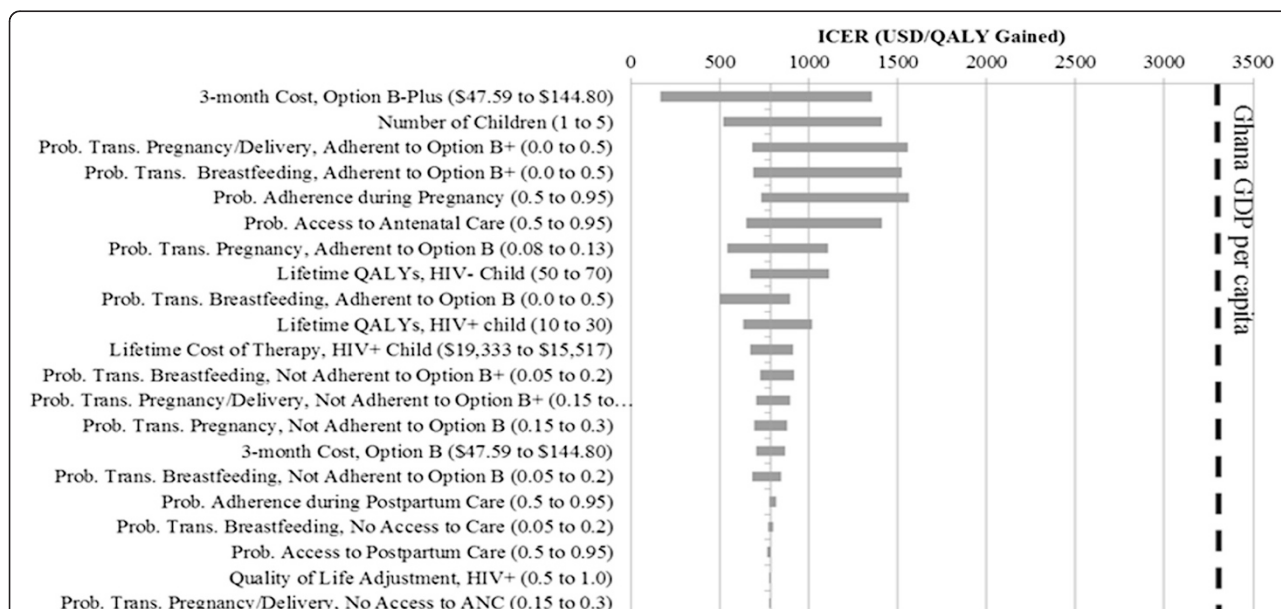 ICER (USD/QALY Gained)
0 500 1000 1500 2000 2500 3000 3500
3-month Cost, Option B-Plus ($47.59 to $144.80)
Number of Children (1 to 5)
Prob. Trans. Pregnancy/Delivery, Adherent to Option B+ (0.0 to 0.5)
Prob. Trans. Breastfeeding, Adherent to Option B+ (0.0 to 0.5)
Prob. Adherence during Pregnancy (0.5 to 0.95)
Prob. Access to Antenatal Care (0.5 to 0.95)
Prob. Trans. Pregnancy, Adherent to Option B (0.08 to 0.13)
Lifetime QALYs, HIV- Child (50 to 70)
Prob. Trans. Breastfeeding, Adherent to Option B (0.0 to 0.5)
Lifetime QALYs, HIV+ child (10 to 30)
Lifetime Cost of Therapy, HIV+ Child ($19,333 to $15,517)
Prob. Trans. Breastfeeding, Not Adherent to Option B+ (0.05 to 0.2)
Prob. Trans. Pregnancy/Delivery, Not Adherent to Option B+ (0.15 to…
Prob. Trans. Pregnancy, Not Adherent to Option B (0.15 to 0.3)
3-month Cost, Option B ($47.59 to $144.80)
Prob. Trans. Breastfeeding, Not Adherent to Option B (0.05 to 0.2)
Prob. Adherence during Postpartum Care (0.5 to 0.95)
Prob. Trans. Breastfeeding, No Access to Care (0.05 to 0.2)
Prob. Access to Postpartum Care (0.5 to 0.95)
Quality of Life Adjustment, HIV+ (0.5 to 1.0)
Prob. Trans. Pregnancy/Delivery, No Access to ANC (0.15 to 0.3)
Ghana GDP per capita